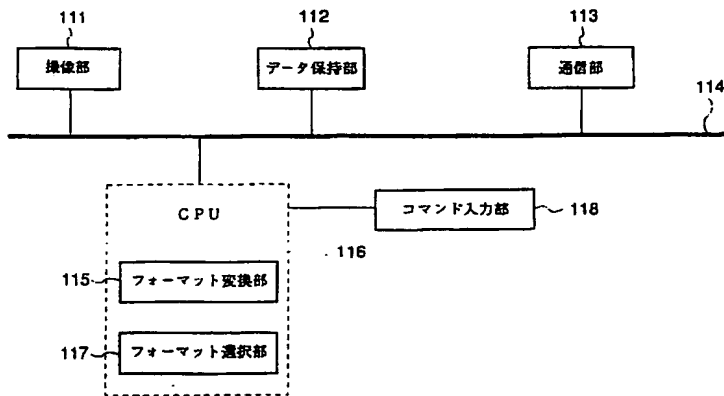 111
112
113
撮像部
データ保持部
通信部
114
CPU
コマンド入力部
118
116
115
フォーマット変換部
117
フォーマット選択部